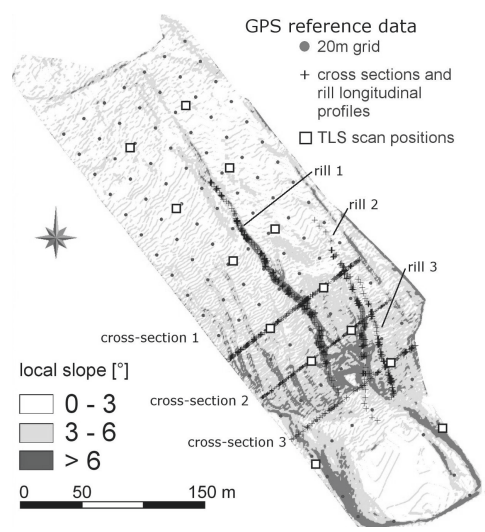 GPS reference data
20m grid
cross sections and
rill longitudinal
profiles
TLS scan positions
rill 1
rill 2
rill 3
cross-section 1
cross-section 2
cross-section 3
local slope [°]
0 - 3
3 - 6
> 6
0 50 150 m